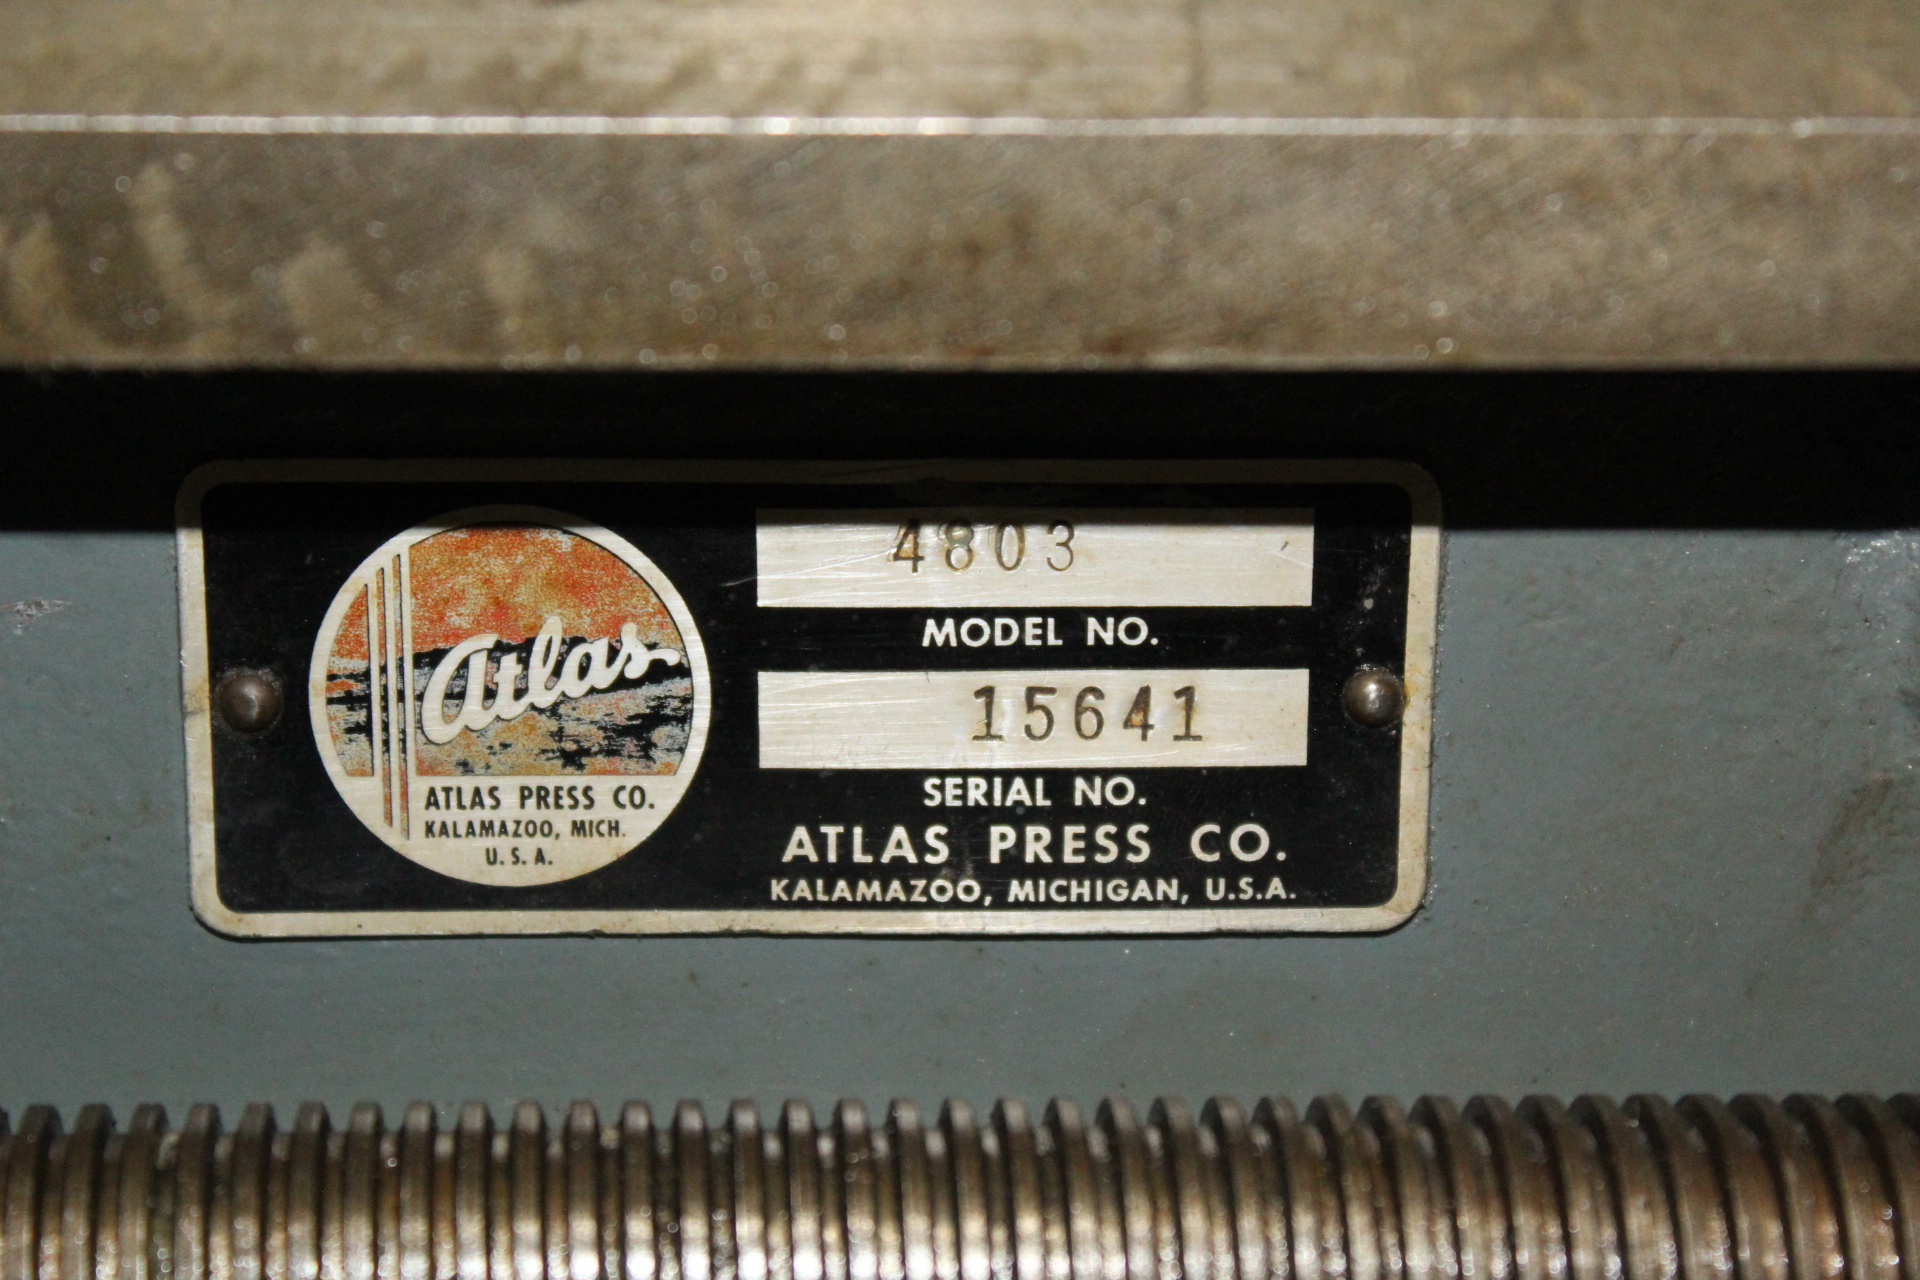 Atlas
ATLAS PRESS CO.
KALAMAZOO, MICH.
U.S.A.
4803
MODEL NO.
15641
SERIAL NO.
ATLAS PRESS CO.
KALAMAZOO, MICHIGAN, U.S.A.